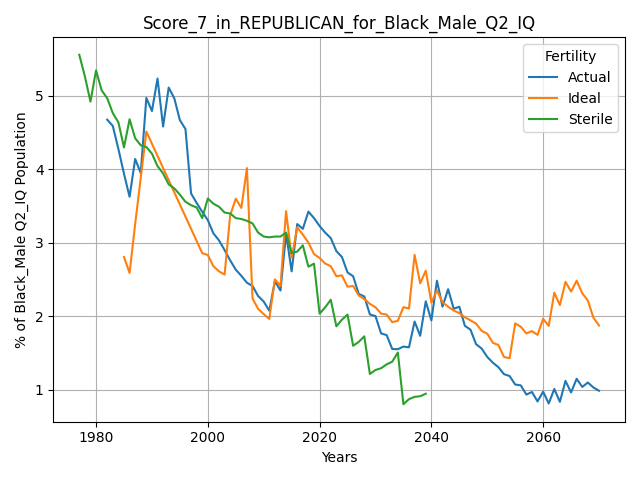 Score_7_in_REPUBLICAN_for_Black_Male_Q2_IQ
% of Black_Male Q2_IQ Population
5
4
3
2
1
Fertility
Actual
Ideal
Sterile
1980
2000
2020
2040
2060
Years